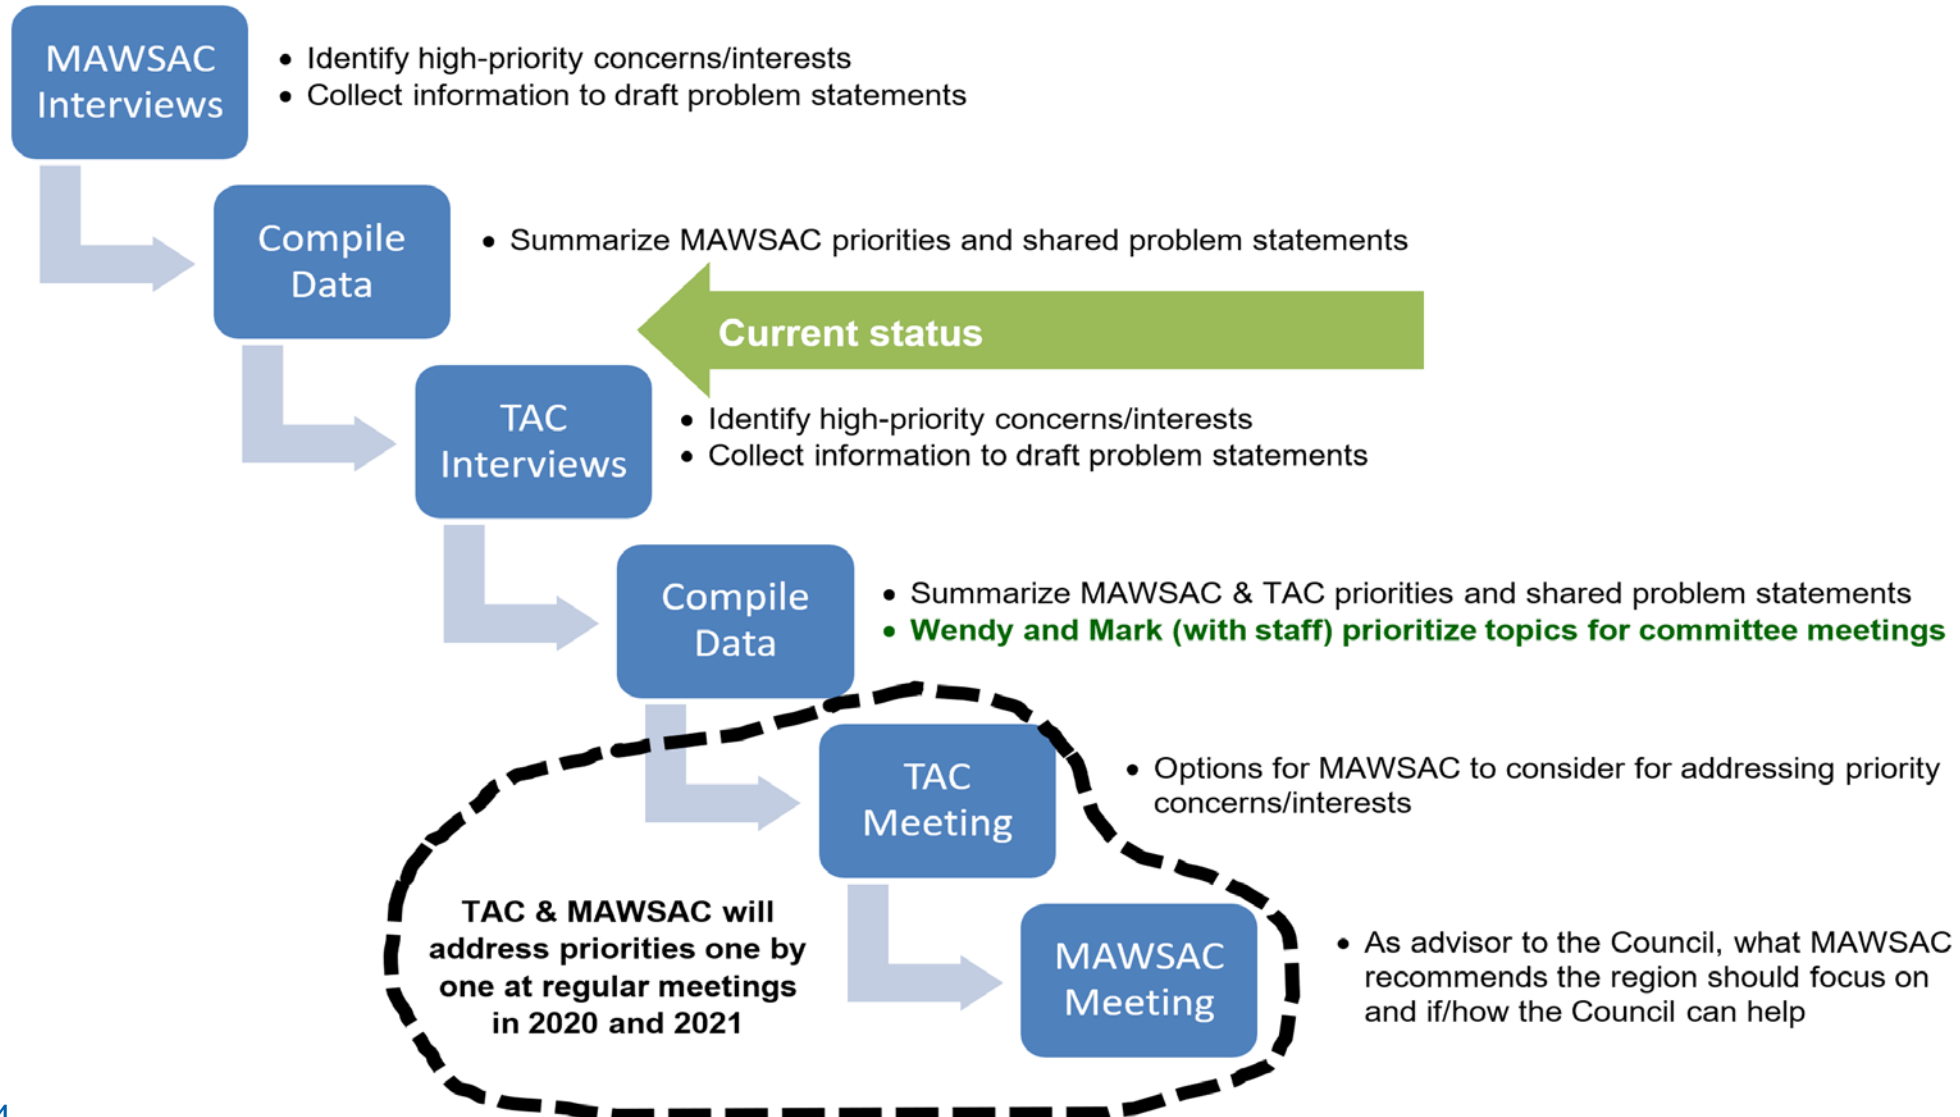 MAWSAC
Interviews
• Identify high-priority concerns/interests
• Collect information to draft problem statements
Compile
Data
• Summarize MAWSAC priorities and shared problem statements
Current status
TAC
Interviews
• Identify high-priority concerns/interests
• Collect information to draft problem statements
Compile
Data
• Summarize MAWSAC & TAC priorities and shared problem statements
• Wendy and Mark (with staff) prioritize topics for committee meetings
TAC
Meeting
• Options for MAWSAC to consider for addressing priority
concerns/interests
TAC & MAWSAC will
address priorities one by
one at regular meetings
in 2020 and 2021
MAWSAC
Meeting
• As advisor to the Council, what MAWSAC
recommends the region should focus on
and if/how the Council can help